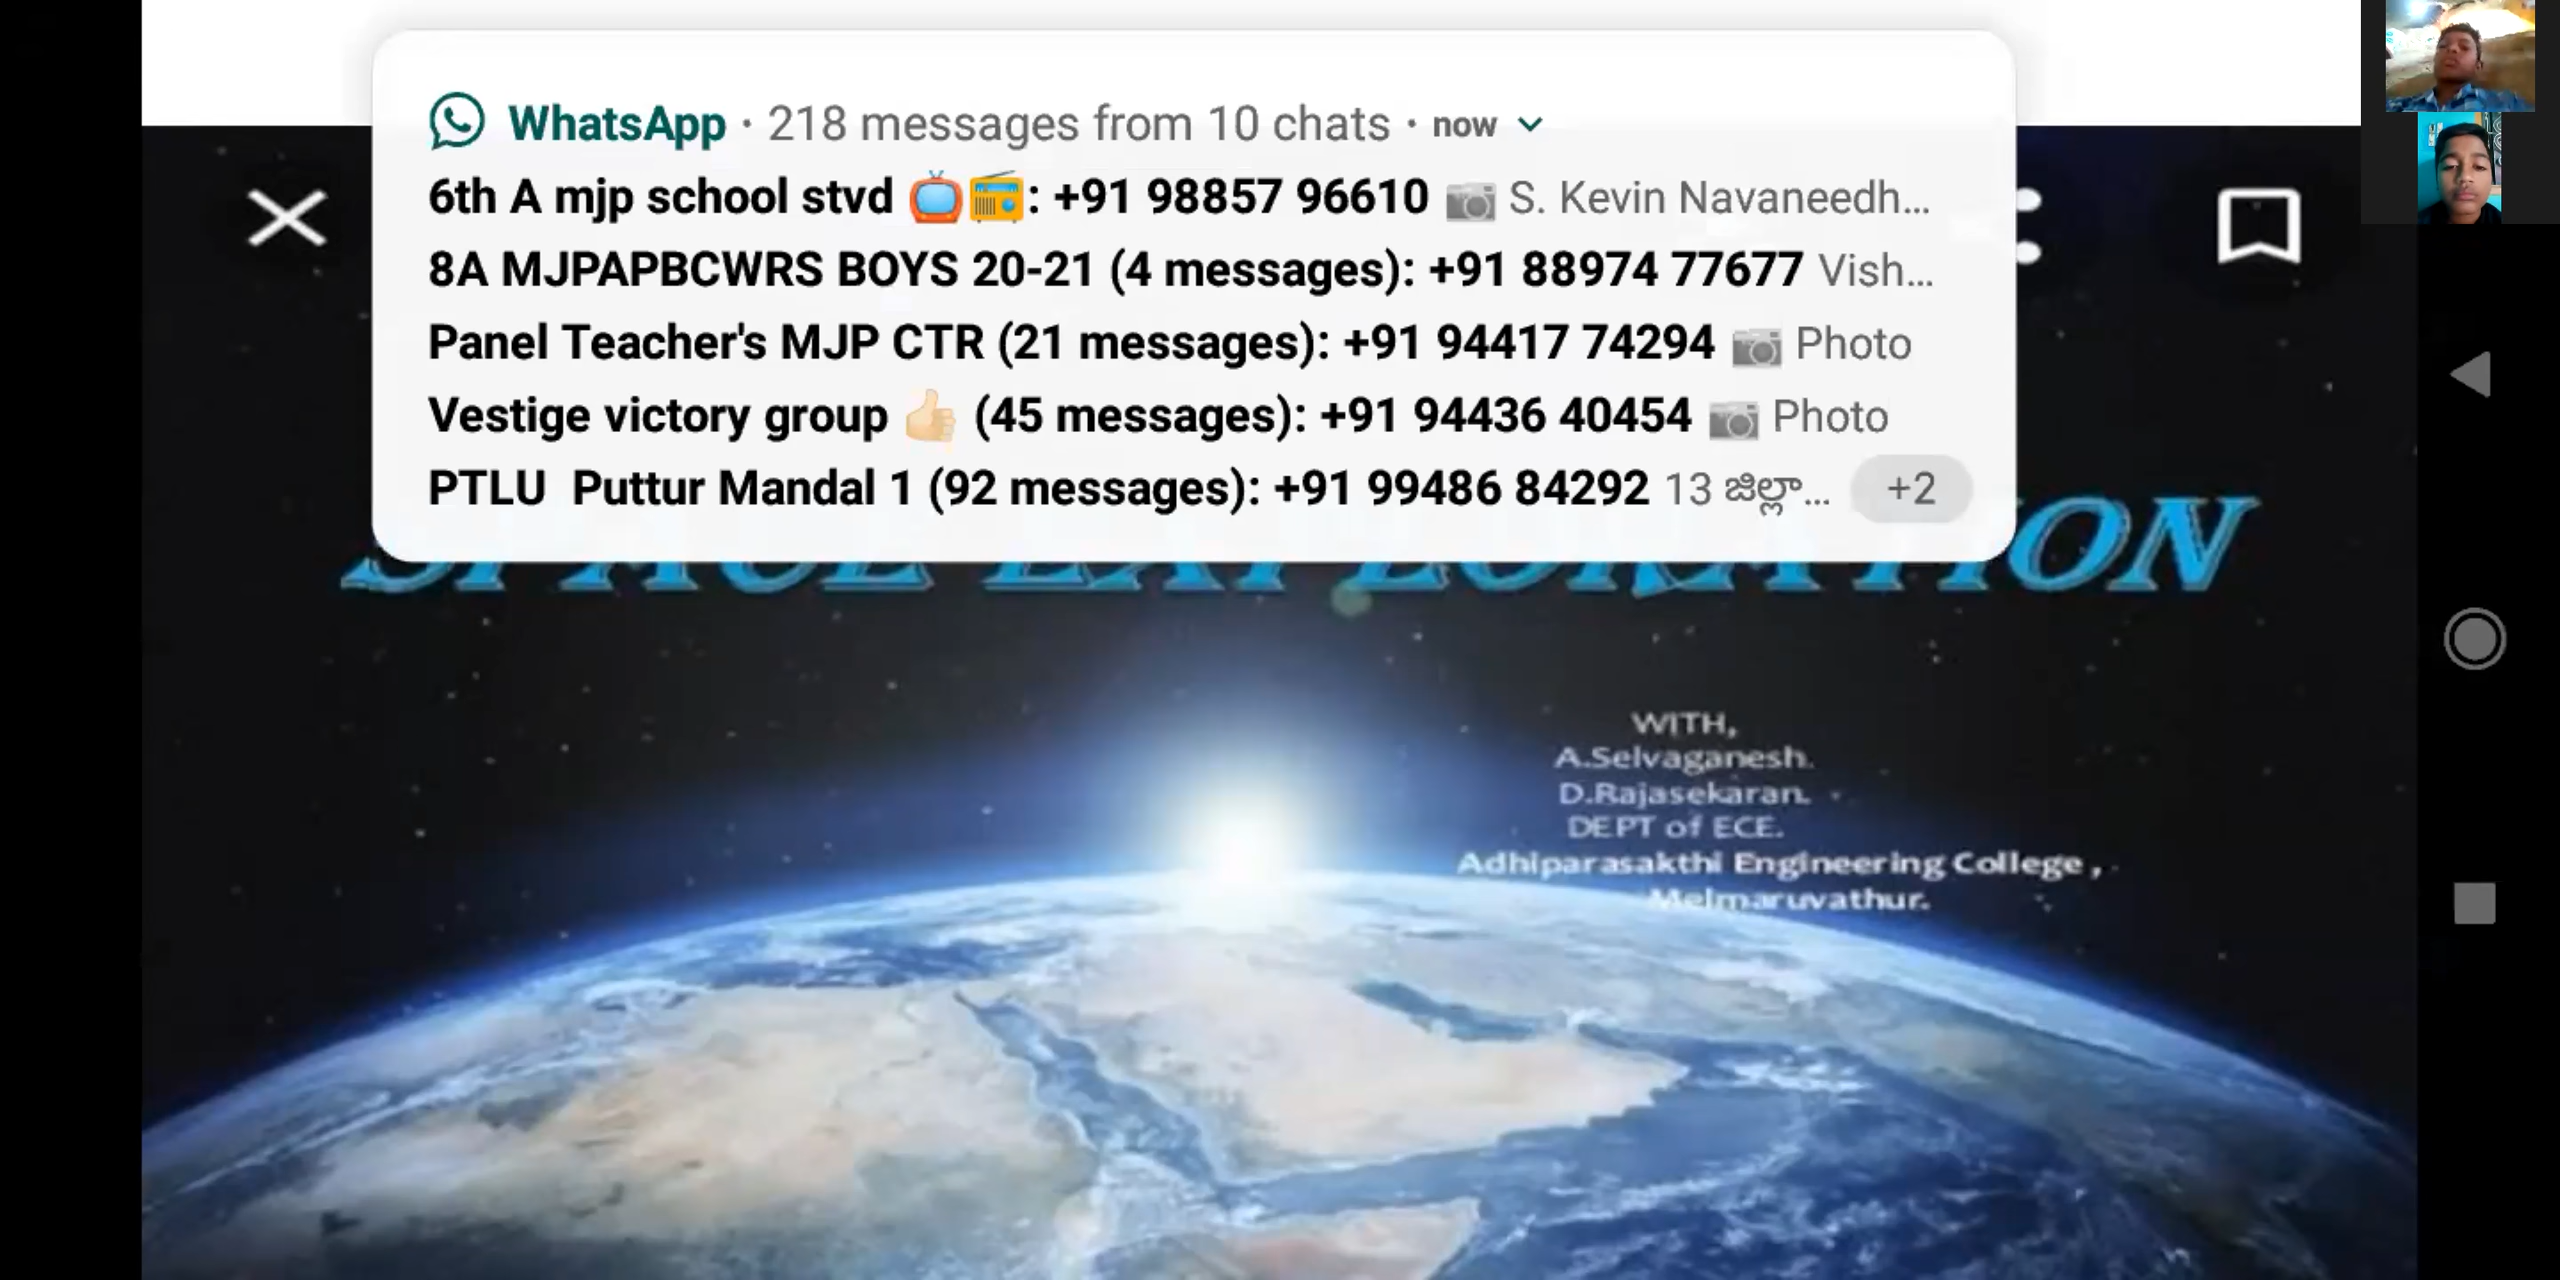 WhatsApp · 218 messages from 10 chats · now
6th A mjp school stvd 📺📻: +91 98857 96610 📷 S. Kevin Navaneedh...
8A MJPAPBCWRS BOYS 20-21 (4 messages): +91 88974 77677 Vish...
Panel Teacher's MJP CTR (21 messages): +91 94417 74294 📷 Photo
Vestige victory group 👍🏻 (45 messages): +91 94436 40454 📷 Photo
PTLU Puttur Mandal 1 (92 messages): +91 99486 84292 13 జిల్లా... +2
SPACE EXPLORATION
WITH,
A.Selvaganesh.
D.Rajasekaran.
DEPT of ECE.
Adhiparasakthi Engineering College ,
Melmaruvathur.